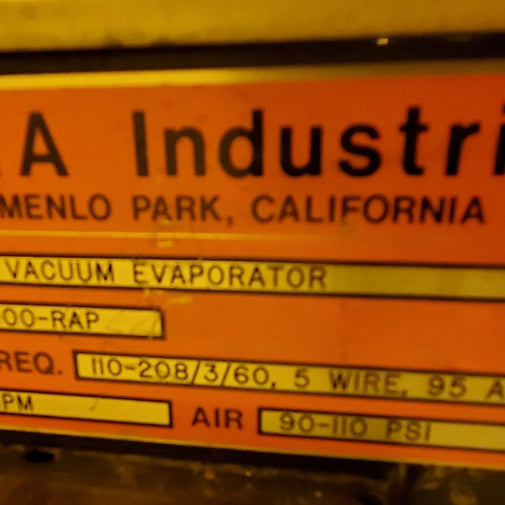 A Industri
MENLO PARK, CALIFORNIA
VACUUM EVAPORATOR
00-RAP
REQ. 110-208/3/60, 5 WIRE, 95 A
PM AIR 90-110 PSI